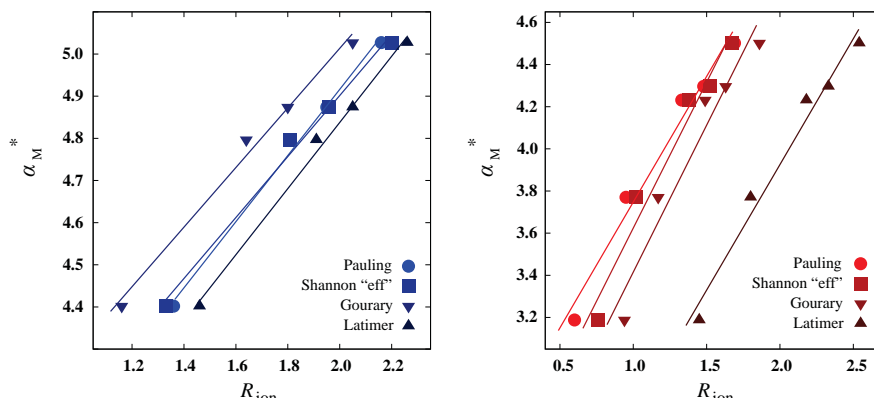 5.0
4.9
4.8
4.7
4.6
4.5
4.4
α M *
Pauling
Shannon “eff”
Gourary
Latimer
1.2
1.4
1.6
1.8
2.0
2.2
R ion
4.6
4.4
4.2
4.0
3.8
3.6
3.4
3.2
α M *
Pauling
Shannon “eff”
Gourary
Latimer
0.5
1.0
1.5
2.0
2.5
R ion